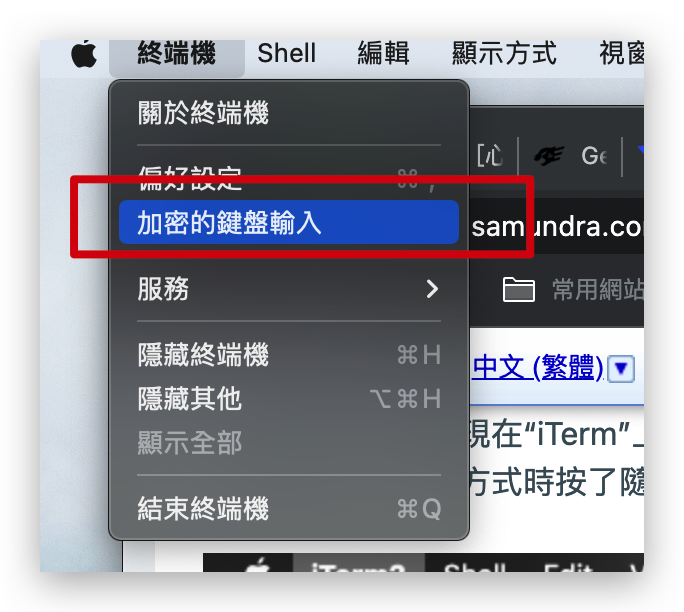 終端機 Shell 編輯 顯示方式 視窗
關於終端機
[心 Ge
偏好設定 ⌘ ,
加密的鍵盤輸入
samundra.co
服務
常用網站
隱藏終端機 ⌘H
中文 (繁體)
隱藏其他 ⌥⌘H
顯示全部
現在“iTerm”
方式時按了隨
結束終端機 ⌘Q
iTerm2 Shell Edit